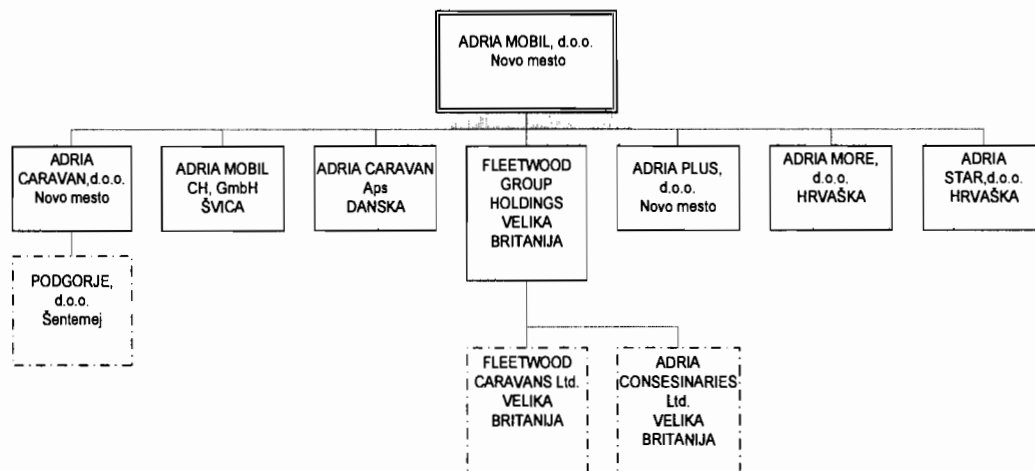 ADRIA MOBIL, d.o.o.
Novo mesto
ADRIA
CARAVAN,d.o.o.
Novo mesto
ADRIA MOBIL
CH, GmbH
ŠVICA
ADRIA CARAVAN
Aps
DANSKA
FLEETWOOD
GROUP
HOLDINGS
VELIKA
BRITANIJA
ADRIA PLUS,
d.o.o.
Novo mesto
ADRIA MORE,
d.o.o.
HRVAŠKA
ADRIA
STAR,d.o.o.
HRVAŠKA
PODGORJE,
d.o.o.
Šenternej
FLEETWOOD
CARAVANS Ltd.
VELIKA
BRITANIJA
ADRIA
CONSESINARIES
Ltd.
VELIKA
BRITANIJA